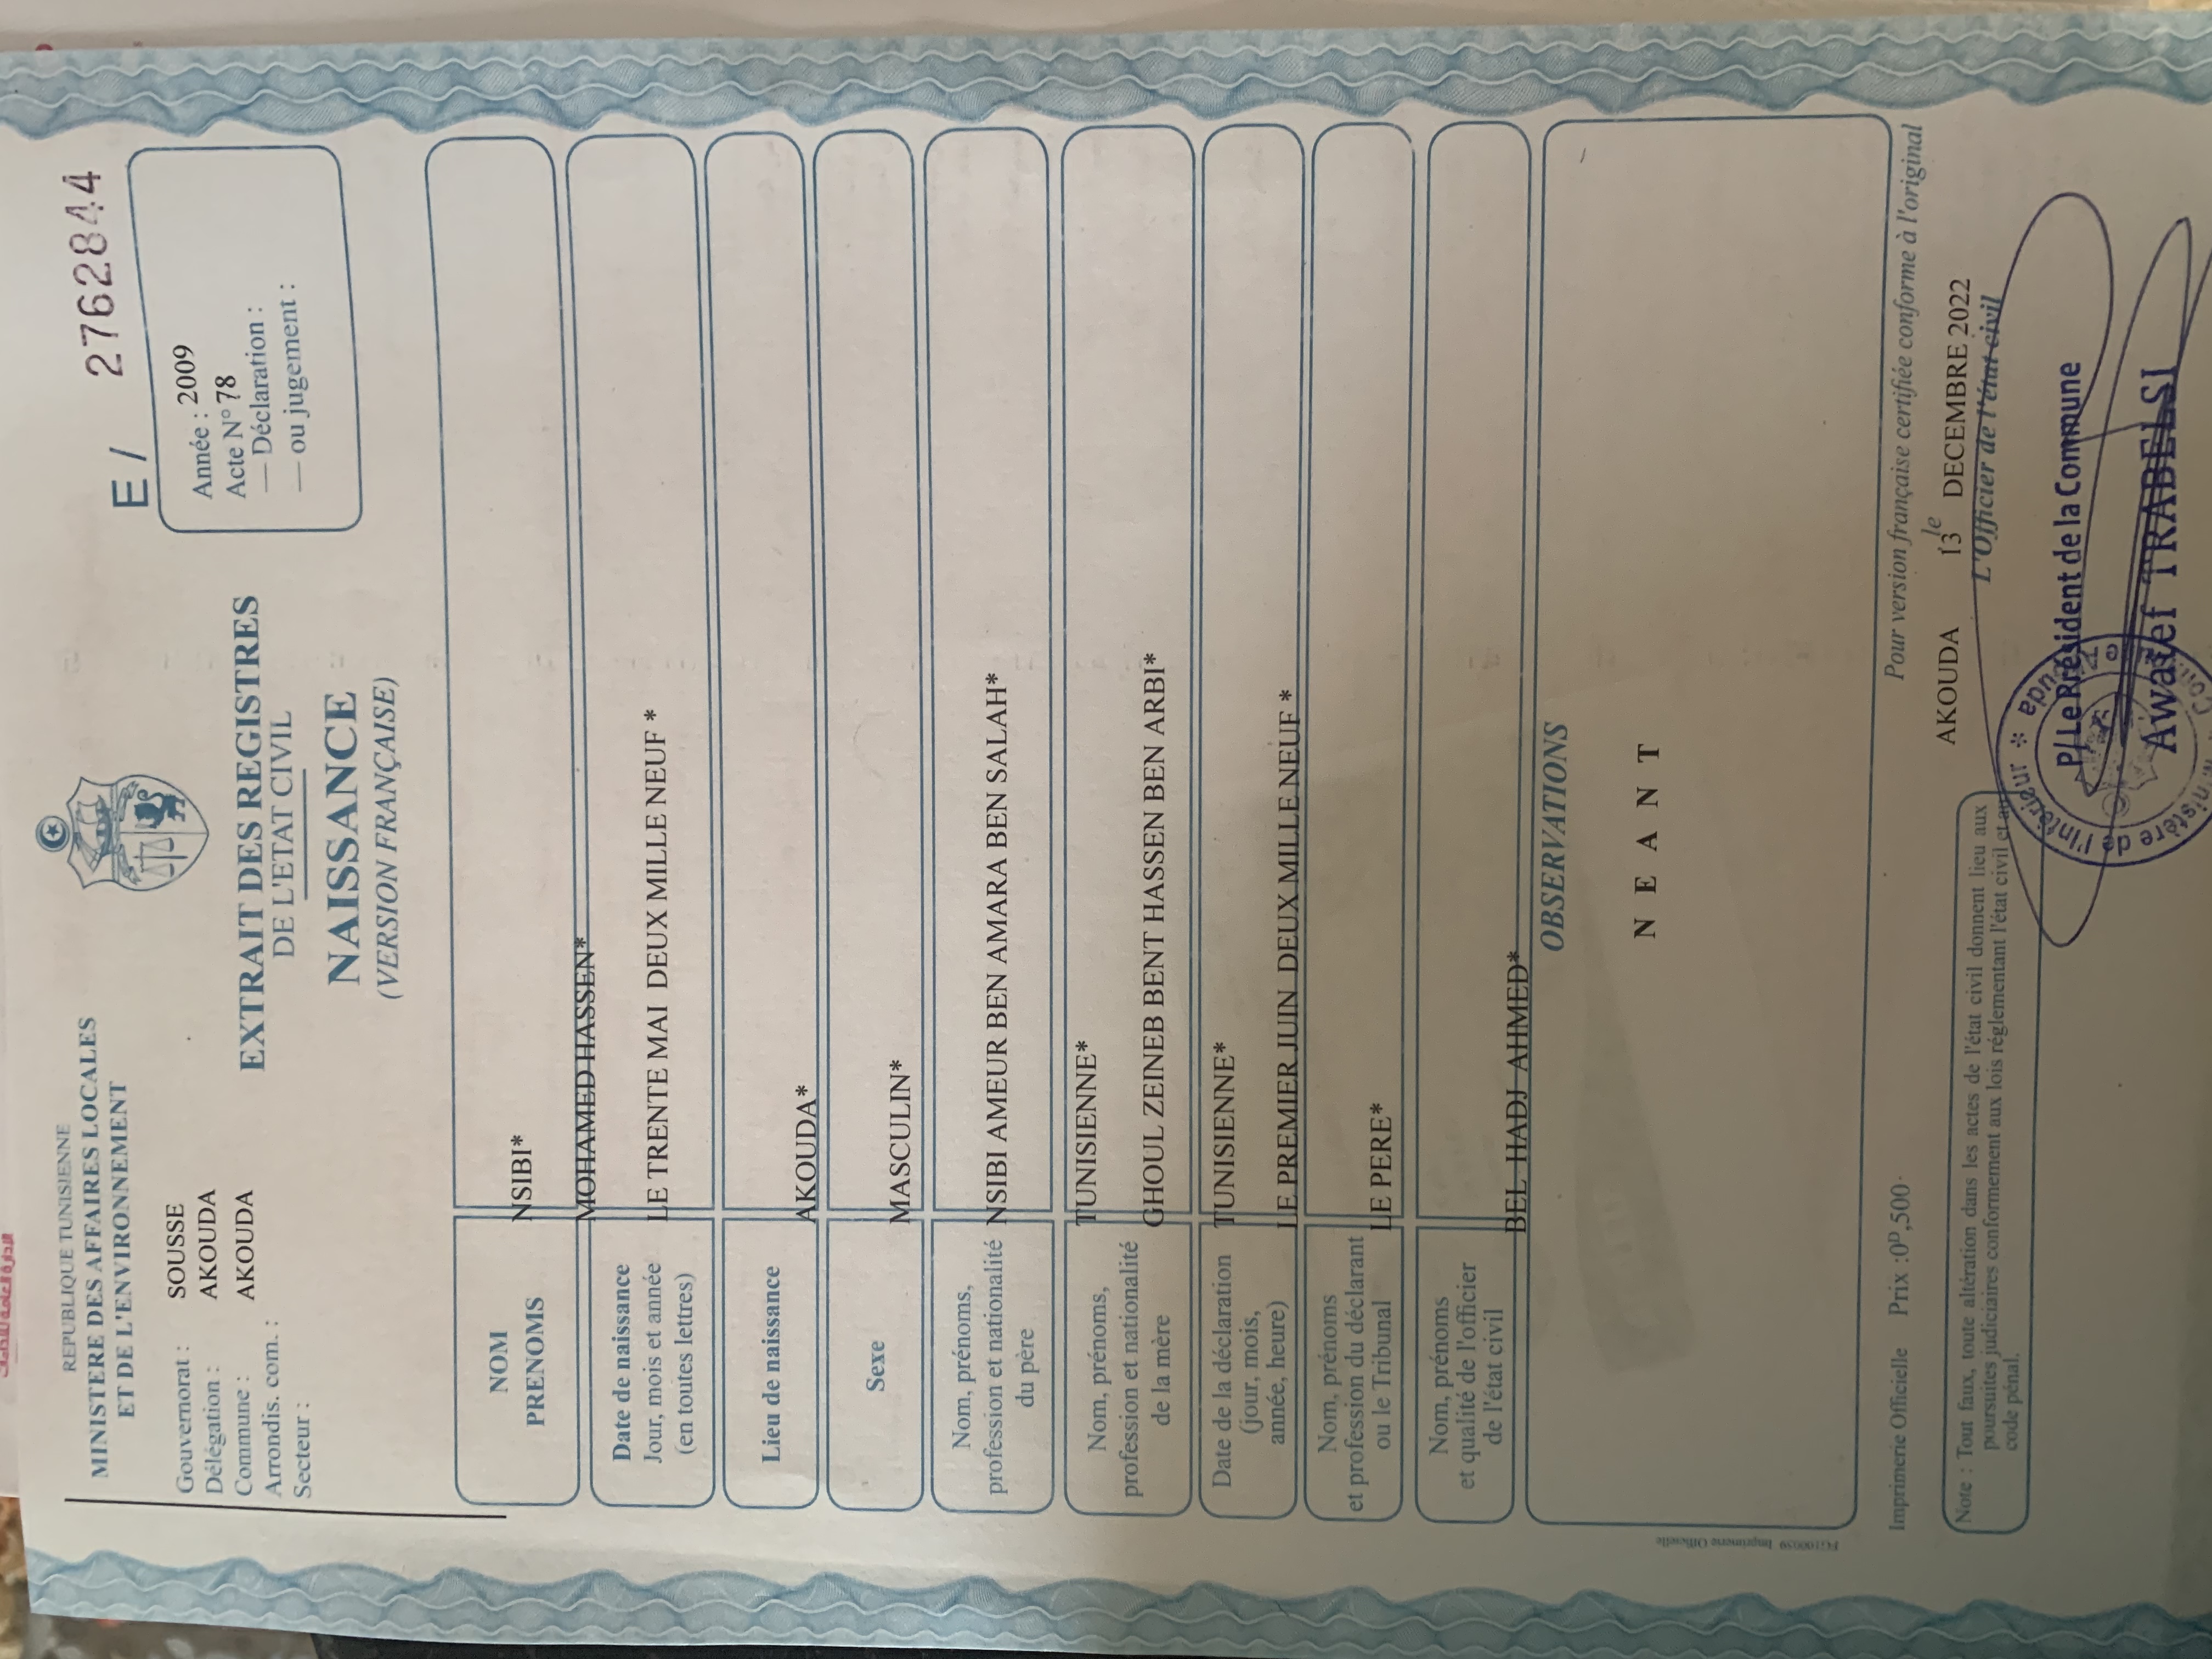 REPUBLIQUE TUNISIENNE
MINISTERE DES AFFAIRES LOCALES
ET DE L'ENVIRONNEMENT
E / 2762844
Gouvernorat : SOUSSE
Délégation : AKOUDA
Commune : AKOUDA
Arrondis. com. :
Secteur :
EXTRAIT DES REGISTRES
DE L'ETAT CIVIL
NAISSANCE
(VERSION FRANÇAISE)
Année : 2009
Acte N° 78
— Déclaration :
— ou jugement :
NOM
PRENOMS
NSIBI*
MOHAMED HASSEN*
Date de naissance
Jour, mois et année
(en toutes lettres)
LE TRENTE MAI DEUX MILLE NEUF *
Lieu de naissance
AKOUDA*
Sexe
MASCULIN*
Nom, prénoms,
profession et nationalité
du père
NSIBI AMEUR BEN AMARA BEN SALAH*
TUNISIENNE*
Nom, prénoms,
profession et nationalité
de la mère
GHOUL ZEINEB BENT HASSEN BEN ARBI*
TUNISIENNE*
Date de la déclaration
(jour, mois,
année, heure)
LE PREMIER JUIN DEUX MILLE NEUF *
Nom, prénoms
et profession du déclarant
ou le Tribunal
LE PERE*
Nom, prénoms
et qualité de l'officier
de l'état civil
BEL HADJ AHMED*
OBSERVATIONS
N E A N T
FG100059 Imprimerie Officielle
Imprimerie Officielle Prix :0ᴰ,500
Pour version française certifiée conforme à l'original
AKOUDA le 13 DECEMBRE 2022
L'Officier de l'état civil
P/Le Président de la Commune
Awatef TRABELSI
Ministère de l'Intérieur * Akouda
Note : Tout faux, toute altération dans les actes de l'état civil donnent lieu aux
poursuites judiciaires conformement aux lois réglementant l'état civil et au
code pénal.